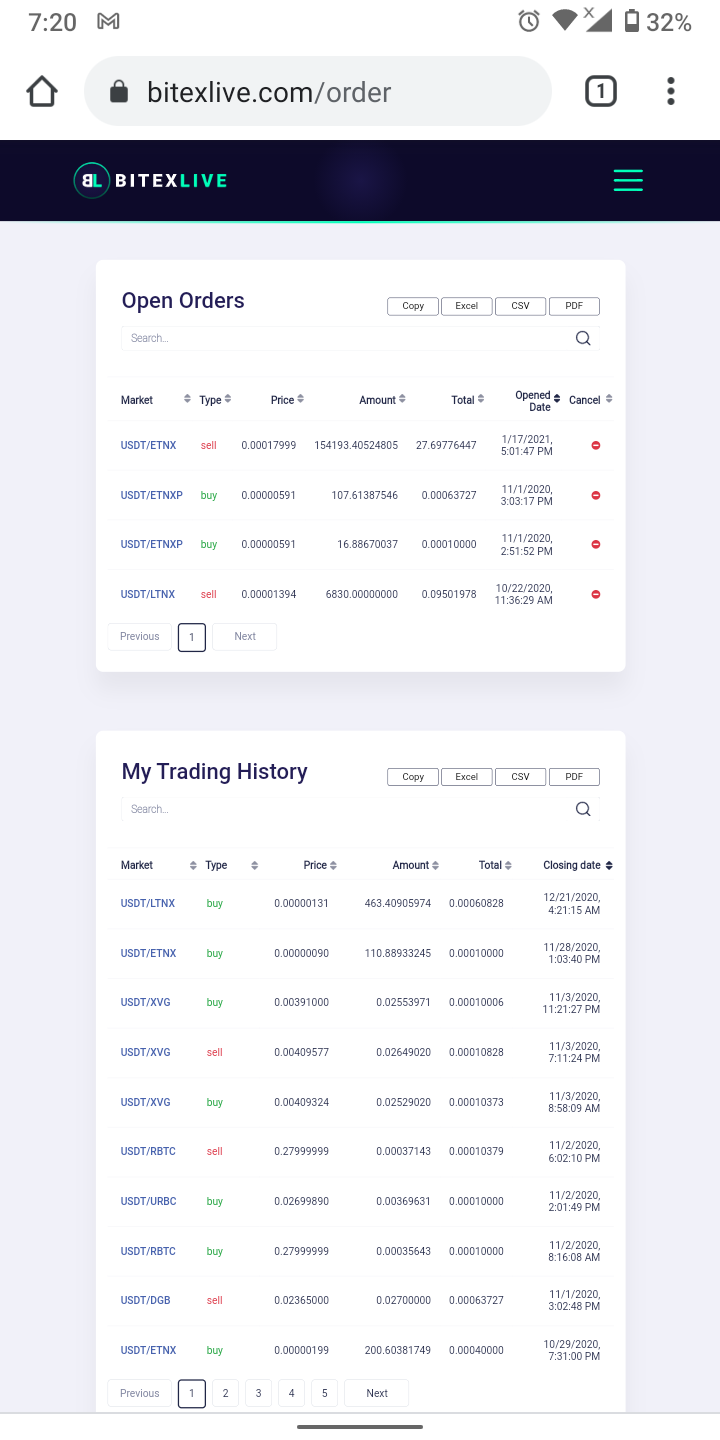 7:20 32%
bitexlive.com/order 1
BL BITEXLIVE
Open Orders
Copy Excel CSV PDF
Search...
Market Type Price Amount Total Opened Date Cancel
USDT/ETNX sell 0.00017999 154193.40524805 27.69776447 1/17/2021, 5:01:47 PM
USDT/ETNXP buy 0.00000591 107.61387546 0.00063727 11/1/2020, 3:03:17 PM
USDT/ETNXP buy 0.00000591 16.88670037 0.00010000 11/1/2020, 2:51:52 PM
USDT/LTNX sell 0.00001394 6830.00000000 0.09501978 10/22/2020, 11:36:29 AM
Previous 1 Next
My Trading History
Copy Excel CSV PDF
Search...
Market Type Price Amount Total Closing date
USDT/LTNX buy 0.00000131 463.40905974 0.00060828 12/21/2020, 4:21:15 AM
USDT/ETNX buy 0.00000090 110.88933245 0.00010000 11/28/2020, 1:03:40 PM
USDT/XVG buy 0.00391000 0.02553971 0.00010006 11/3/2020, 11:21:27 PM
USDT/XVG sell 0.00409577 0.02649020 0.00010828 11/3/2020, 7:11:24 PM
USDT/XVG buy 0.00409324 0.02529020 0.00010373 11/3/2020, 8:58:09 AM
USDT/RBTC sell 0.27999999 0.00037143 0.00010379 11/2/2020, 6:02:10 PM
USDT/URBC buy 0.02699890 0.00369631 0.00010000 11/2/2020, 2:01:49 PM
USDT/RBTC buy 0.27999999 0.00035643 0.00010000 11/2/2020, 8:16:08 AM
USDT/DGB sell 0.02365000 0.02700000 0.00063727 11/1/2020, 3:02:48 PM
USDT/ETNX buy 0.00000199 200.60381749 0.00040000 10/29/2020, 7:31:00 PM
Previous 1 2 3 4 5 Next